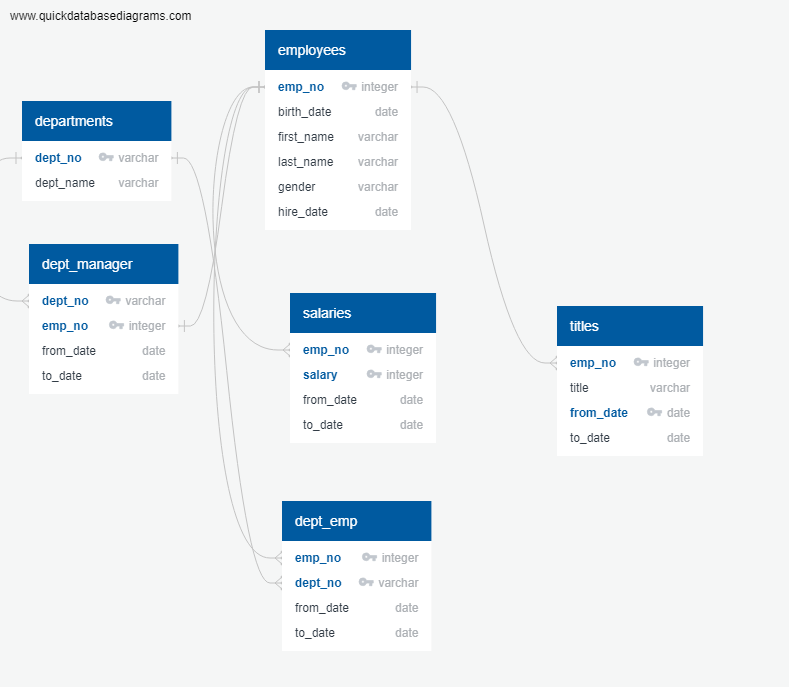 www.quickdatabasediagrams.com
employees
emp_no integer
birth_date date
first_name varchar
last_name varchar
gender varchar
hire_date date
departments
dept_no varchar
dept_name varchar
dept_manager
dept_no varchar
emp_no integer
from_date date
to_date date
salaries
emp_no integer
salary integer
from_date date
to_date date
titles
emp_no integer
title varchar
from_date date
to_date date
dept_emp
emp_no integer
dept_no varchar
from_date date
to_date date